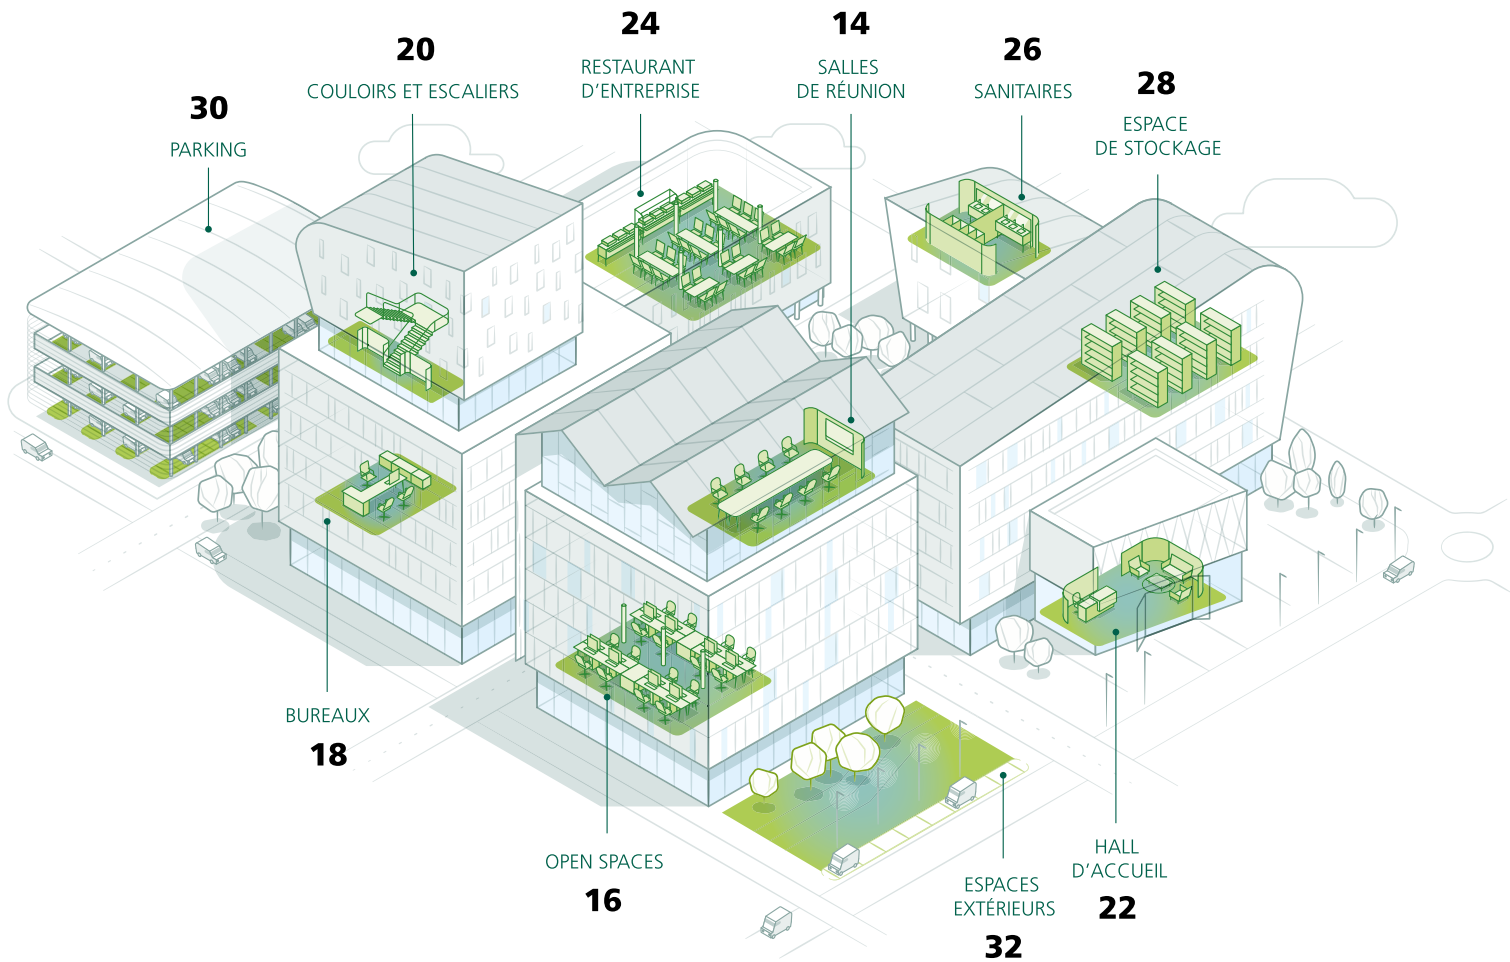 30
PARKING
20
COULOIRS ET ESCALIERS
24
RESTAURANT
D’ENTREPRISE
14
SALLES
DE RÉUNION
26
SANITAIRES
28
ESPACE
DE STOCKAGE
BUREAUX
18
OPEN SPACES
16
ESPACES
EXTÉRIEURS
32
HALL
D’ACCUEIL
22